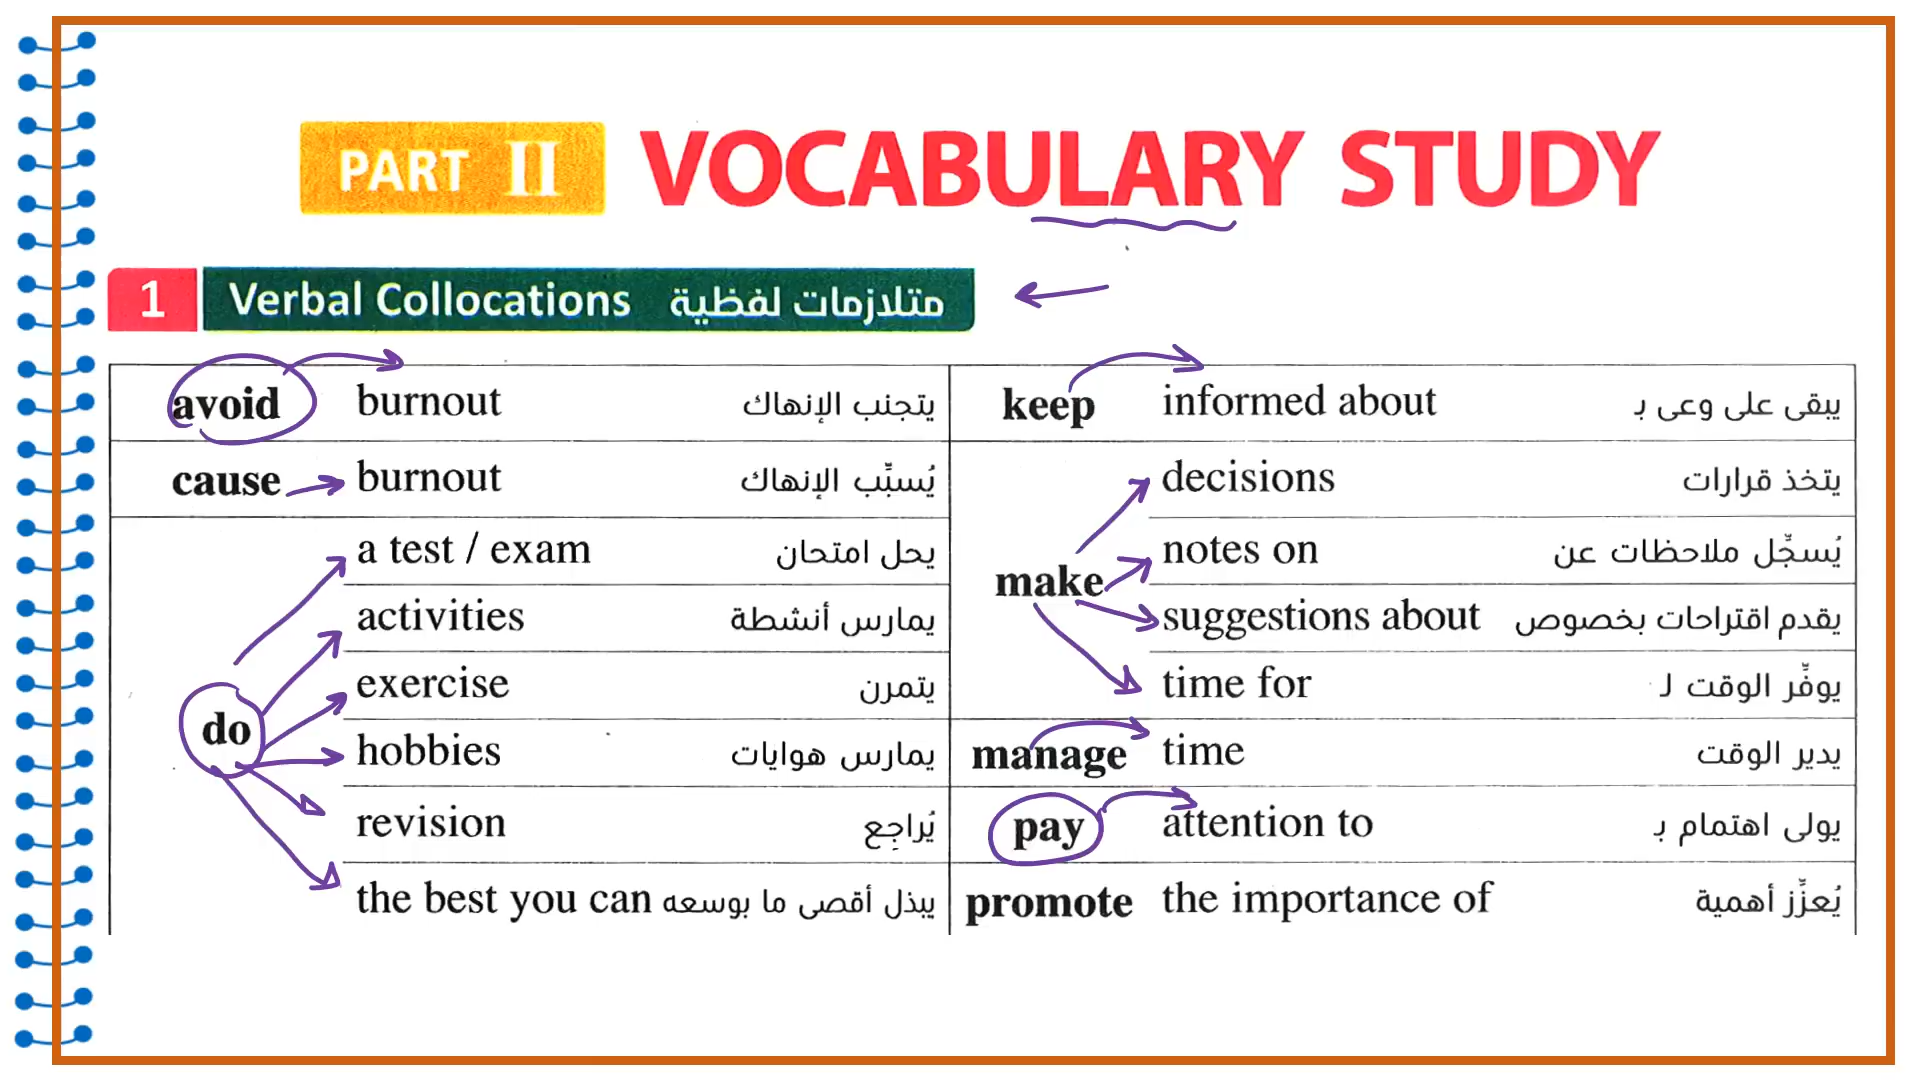 PART II VOCABULARY STUDY
1 Verbal Collocations متلازمات لفظية
avoid burnout يتجنب الإنهاك
cause burnout يُسبِّب الإنهاك
do
a test / exam يحل امتحان
activities يمارس أنشطة
exercise يتمرن
hobbies يمارس هوايات
revision يُراجِع
the best you can يبذل أقصى ما بوسعه
keep informed about يبقى على وعى بـ
make
decisions يتخذ قرارات
notes on يُسجِّل ملاحظات عن
suggestions about يقدم اقتراحات بخصوص
time for يوفِّر الوقت لـ
manage time يدير الوقت
pay attention to يولى اهتمام بـ
promote the importance of يُعزِّز أهمية